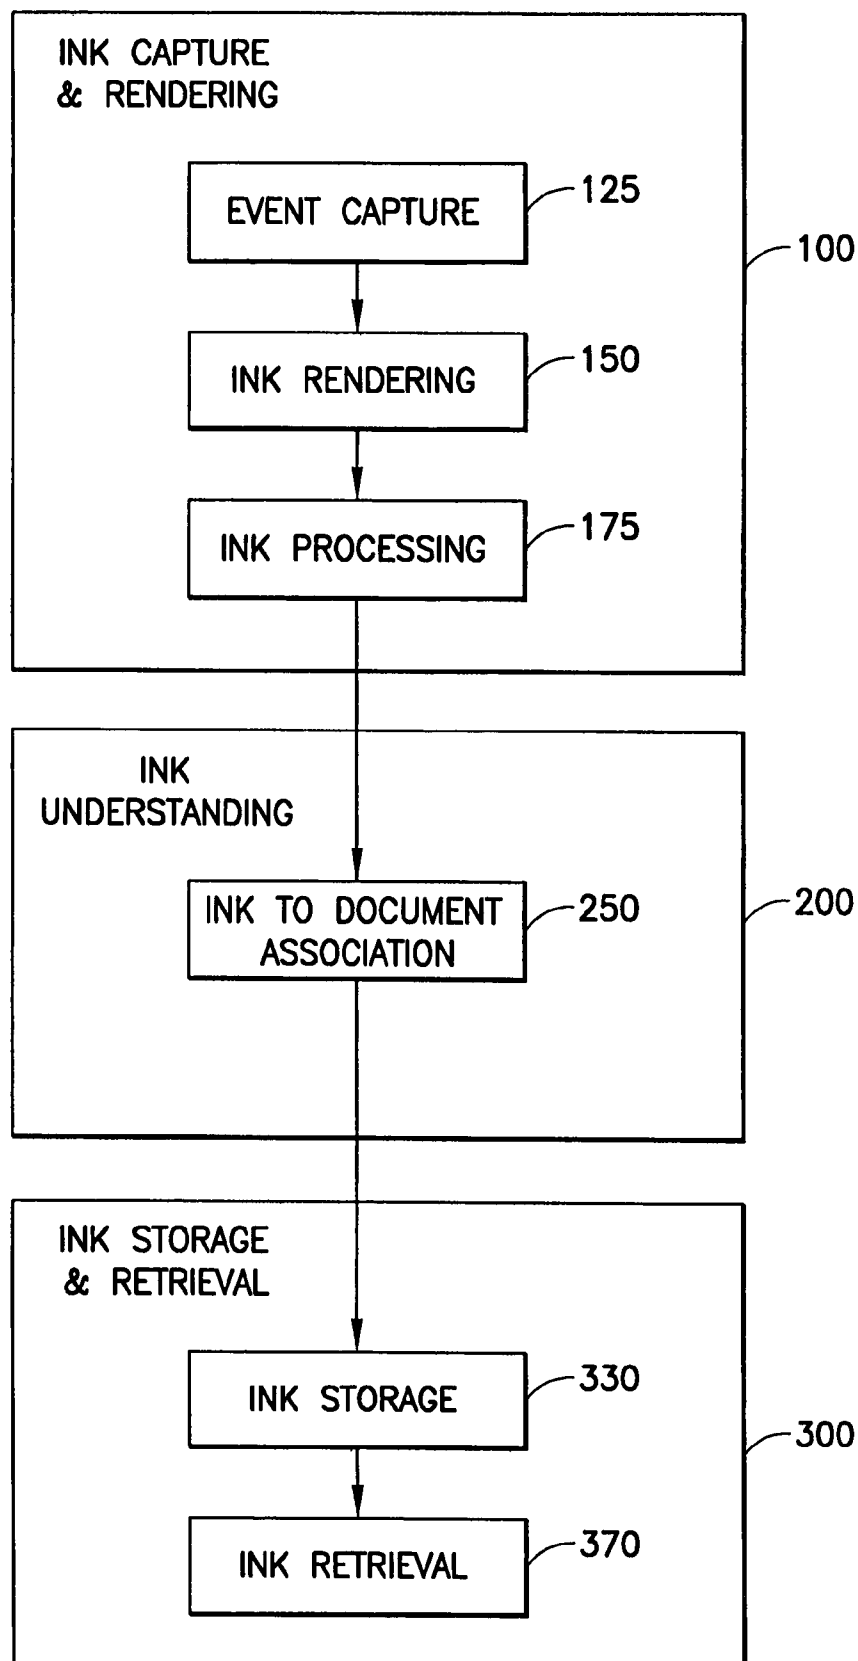 INK CAPTURE
& RENDERING
EVENT CAPTURE
125
100
INK RENDERING
150
INK PROCESSING
175
INK
UNDERSTANDING
INK TO DOCUMENT
ASSOCIATION
250
200
INK STORAGE
& RETRIEVAL
INK STORAGE
330
300
INK RETRIEVAL
370